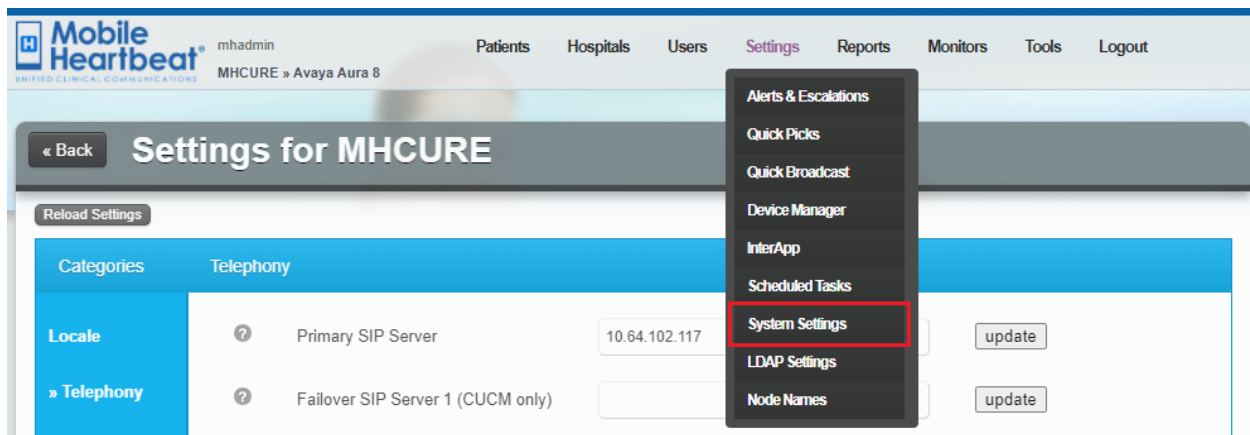 Mobile
Heartbeat®
UNIFIED CLINICAL COMMUNICATIONS
mhadmin
MHCURE » Avaya Aura 8
Patients Hospitals Users Settings Reports Monitors Tools Logout
Alerts & Escalations
Quick Picks
Quick Broadcast
Device Manager
InterApp
Scheduled Tasks
System Settings
LDAP Settings
Node Names
« Back Settings for MHCURE
Reload Settings
Categories Telephony
Locale
» Telephony
Primary SIP Server 10.64.102.117 update
Failover SIP Server 1 (CUCM only) update